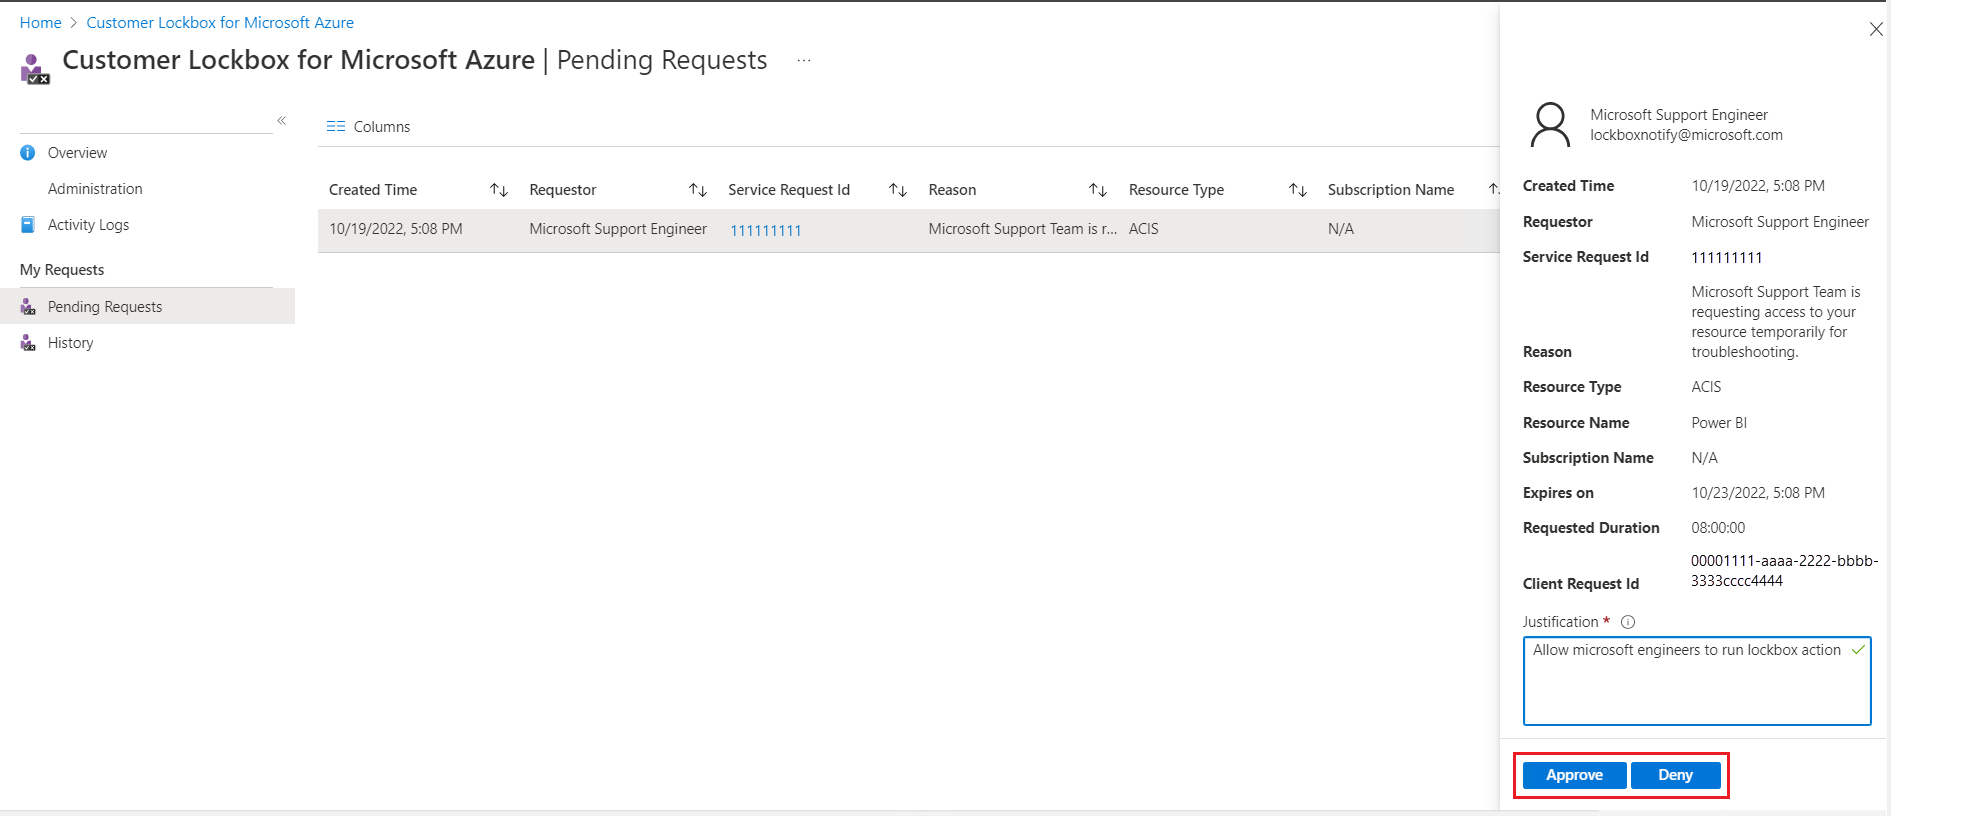 Home > Customer Lockbox for Microsoft Azure
Customer Lockbox for Microsoft Azure | Pending Requests ...
«
Overview
Administration
Activity Logs
My Requests
Pending Requests
History
Columns
Created Time Requestor Service Request Id Reason Resource Type Subscription Name
10/19/2022, 5:08 PM Microsoft Support Engineer 111111111 Microsoft Support Team is r... ACIS N/A
Microsoft Support Engineer
lockboxnotify@microsoft.com
Created Time 10/19/2022, 5:08 PM
Requestor Microsoft Support Engineer
Service Request Id 111111111
Microsoft Support Team is
requesting access to your
resource temporarily for
Reason troubleshooting.
Resource Type ACIS
Resource Name Power BI
Subscription Name N/A
Expires on 10/23/2022, 5:08 PM
Requested Duration 08:00:00
00001111-aaaa-2222-bbbb-
Client Request Id 3333cccc4444
Justification *
Allow microsoft engineers to run lockbox action
Approve Deny